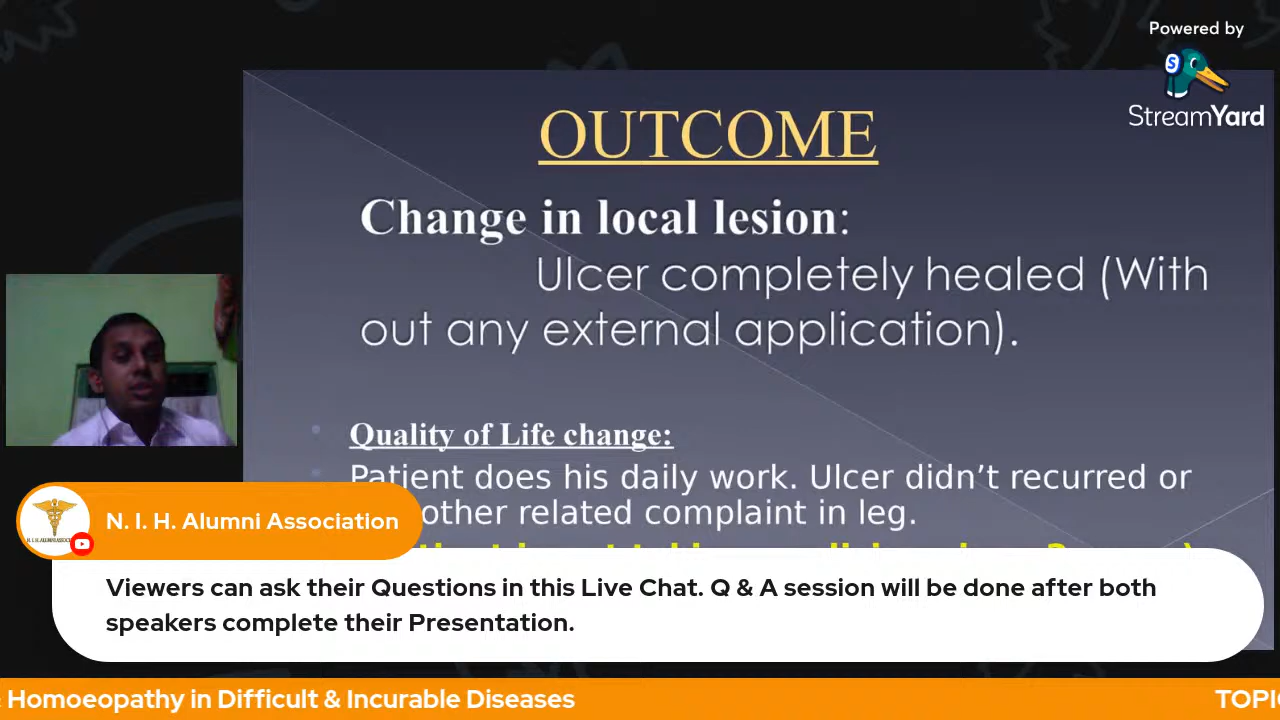 Powered by
StreamYard
OUTCOME
Change in local lesion:
Ulcer completely healed (With
out any external application).
Quality of Life change:
Patient does his daily work. Ulcer didn’t recurred or
other related complaint in leg.
N. I. H. Alumni Association
Viewers can ask their Questions in this Live Chat. Q & A session will be done after both
speakers complete their Presentation.
Homoeopathy in Difficult & Incurable Diseases